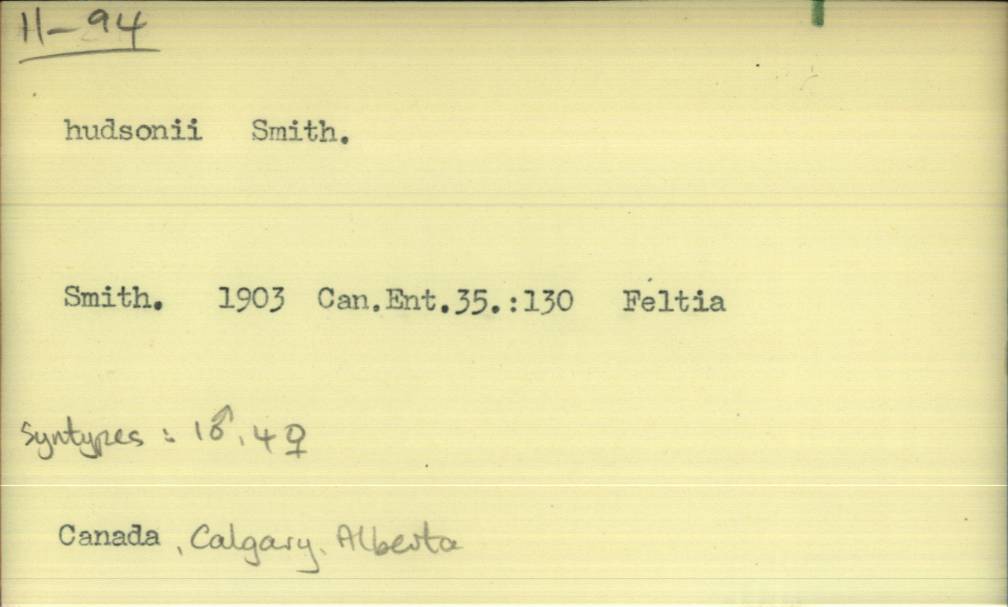 11-94
hudsonii Smith.
Smith. 1903 Can.Ent.35.:130 Feltia
Syntypes : 1♂, 4♀
Canada, Calgary, Alberta